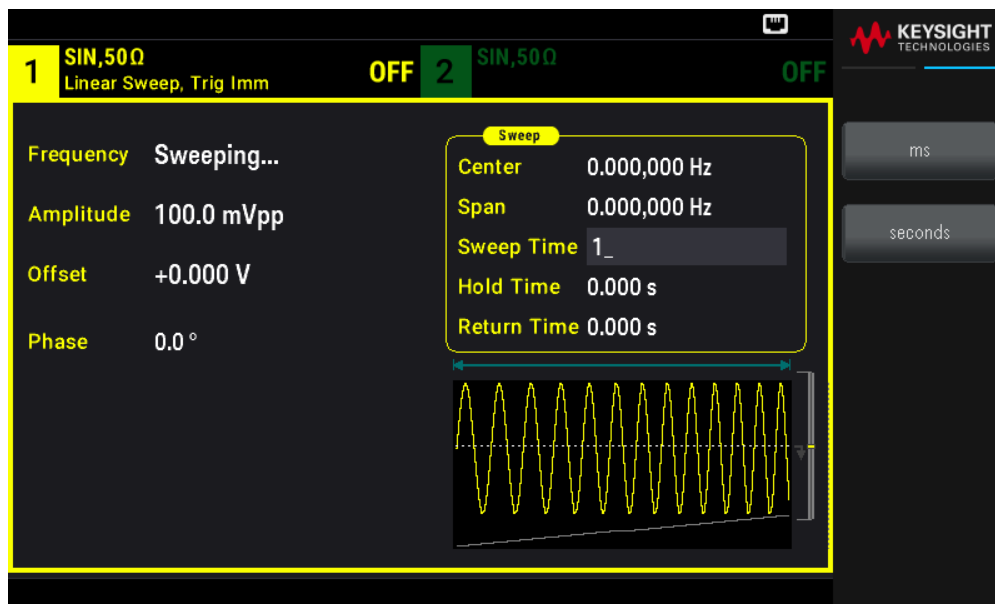 KEYSIGHT
TECHNOLOGIES
1 SIN,50Ω OFF
Linear Sweep, Trig Imm
2 SIN,50Ω OFF
Frequency Sweeping...
Amplitude 100.0 mVpp
Offset +0.000 V
Phase 0.0 °
Sweep
Center 0.000,000 Hz
Span 0.000,000 Hz
Sweep Time 1_
Hold Time 0.000 s
Return Time 0.000 s
ms
seconds